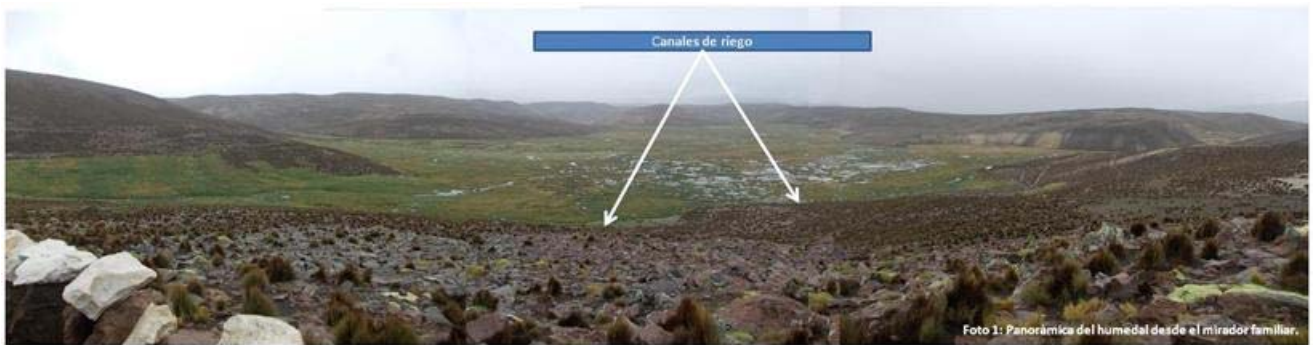 Canales de riego
Foto 1: Panorámica del humedal desde el mirador familiar.